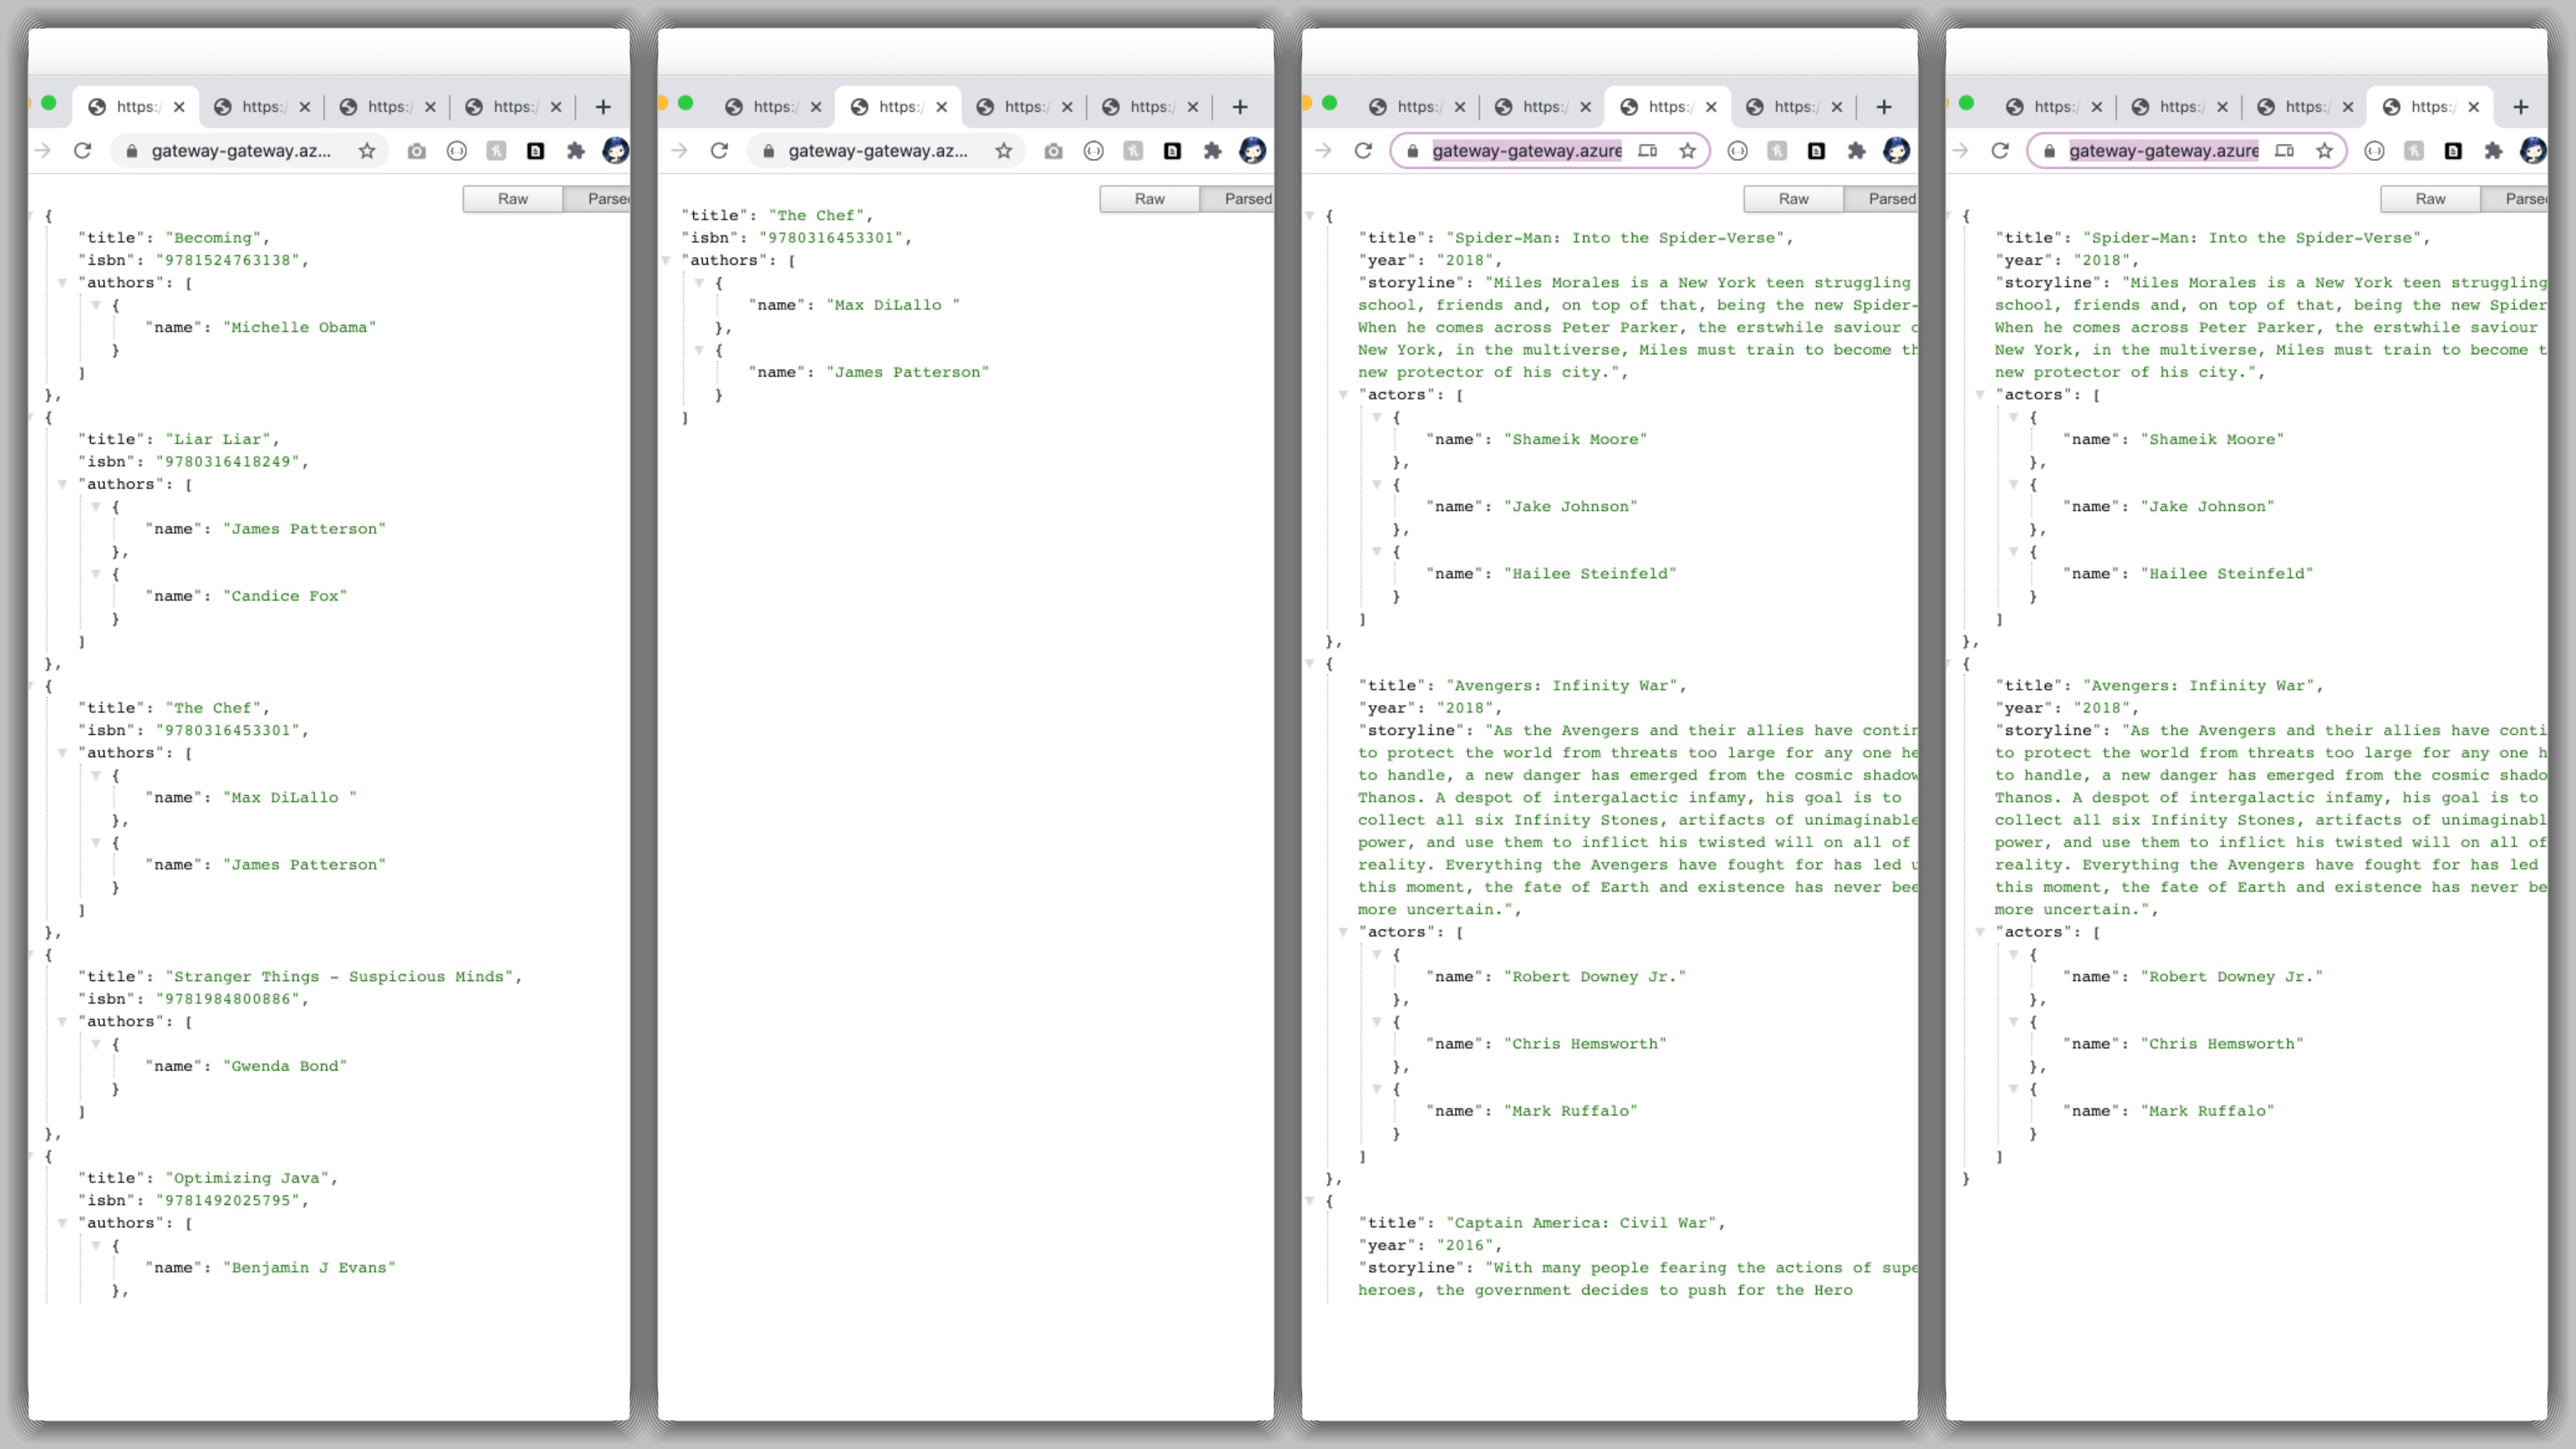 https:/ https:/ https:/ https:/
gateway-gateway.az...
Raw Parsed
{
"title": "Becoming",
"isbn": "9781524763138",
"authors": [
{
"name": "Michelle Obama"
}
]
},
{
"title": "Liar Liar",
"isbn": "9780316418249",
"authors": [
{
"name": "James Patterson"
},
{
"name": "Candice Fox"
}
]
},
{
"title": "The Chef",
"isbn": "9780316453301",
"authors": [
{
"name": "Max DiLallo "
},
{
"name": "James Patterson"
}
]
},
{
"title": "Stranger Things - Suspicious Minds",
"isbn": "9781984800886",
"authors": [
{
"name": "Gwenda Bond"
}
]
},
{
"title": "Optimizing Java",
"isbn": "9781492025795",
"authors": [
{
"name": "Benjamin J Evans"
},
https:/ https:/ https:/ https:/
gateway-gateway.az...
Raw Parsed
"title": "The Chef",
"isbn": "9780316453301",
"authors": [
{
"name": "Max DiLallo "
},
{
"name": "James Patterson"
}
]
https:/ https:/ https:/ https:/
gateway-gateway.azure
Raw Parsed
{
"title": "Spider-Man: Into the Spider-Verse",
"year": "2018",
"storyline": "Miles Morales is a New York teen struggling
school, friends and, on top of that, being the new Spider-
When he comes across Peter Parker, the erstwhile saviour
New York, in the multiverse, Miles must train to become
new protector of his city.",
"actors": [
{
"name": "Shameik Moore"
},
{
"name": "Jake Johnson"
},
{
"name": "Hailee Steinfeld"
}
]
},
{
"title": "Avengers: Infinity War",
"year": "2018",
"storyline": "As the Avengers and their allies have contin
to protect the world from threats too large for any one he
to handle, a new danger has emerged from the cosmic shadow
Thanos. A despot of intergalactic infamy, his goal is to
collect all six Infinity Stones, artifacts of unimaginable
power, and use them to inflict his twisted will on all of
reality. Everything the Avengers have fought for has led
this moment, the fate of Earth and existence has never bee
more uncertain.",
"actors": [
{
"name": "Robert Downey Jr."
},
{
"name": "Chris Hemsworth"
},
{
"name": "Mark Ruffalo"
}
]
},
{
"title": "Captain America: Civil War",
"year": "2016",
"storyline": "With many people fearing the actions of supe
heroes, the government decides to push for the Hero
https:/ https:/ https:/ https:/
gateway-gateway.azure
Raw Parsed
{
"title": "Spider-Man: Into the Spider-Verse",
"year": "2018",
"storyline": "Miles Morales is a New York teen struggling
school, friends and, on top of that, being the new Spider
When he comes across Peter Parker, the erstwhile saviour
New York, in the multiverse, Miles must train to become t
new protector of his city.",
"actors": [
{
"name": "Shameik Moore"
},
{
"name": "Jake Johnson"
},
{
"name": "Hailee Steinfeld"
}
]
},
{
"title": "Avengers: Infinity War",
"year": "2018",
"storyline": "As the Avengers and their allies have conti
to protect the world from threats too large for any one h
to handle, a new danger has emerged from the cosmic shado
Thanos. A despot of intergalactic infamy, his goal is to
collect all six Infinity Stones, artifacts of unimaginabl
power, and use them to inflict his twisted will on all of
reality. Everything the Avengers have fought for has led
this moment, the fate of Earth and existence has never be
more uncertain.",
"actors": [
{
"name": "Robert Downey Jr."
},
{
"name": "Chris Hemsworth"
},
{
"name": "Mark Ruffalo"
}
]
}